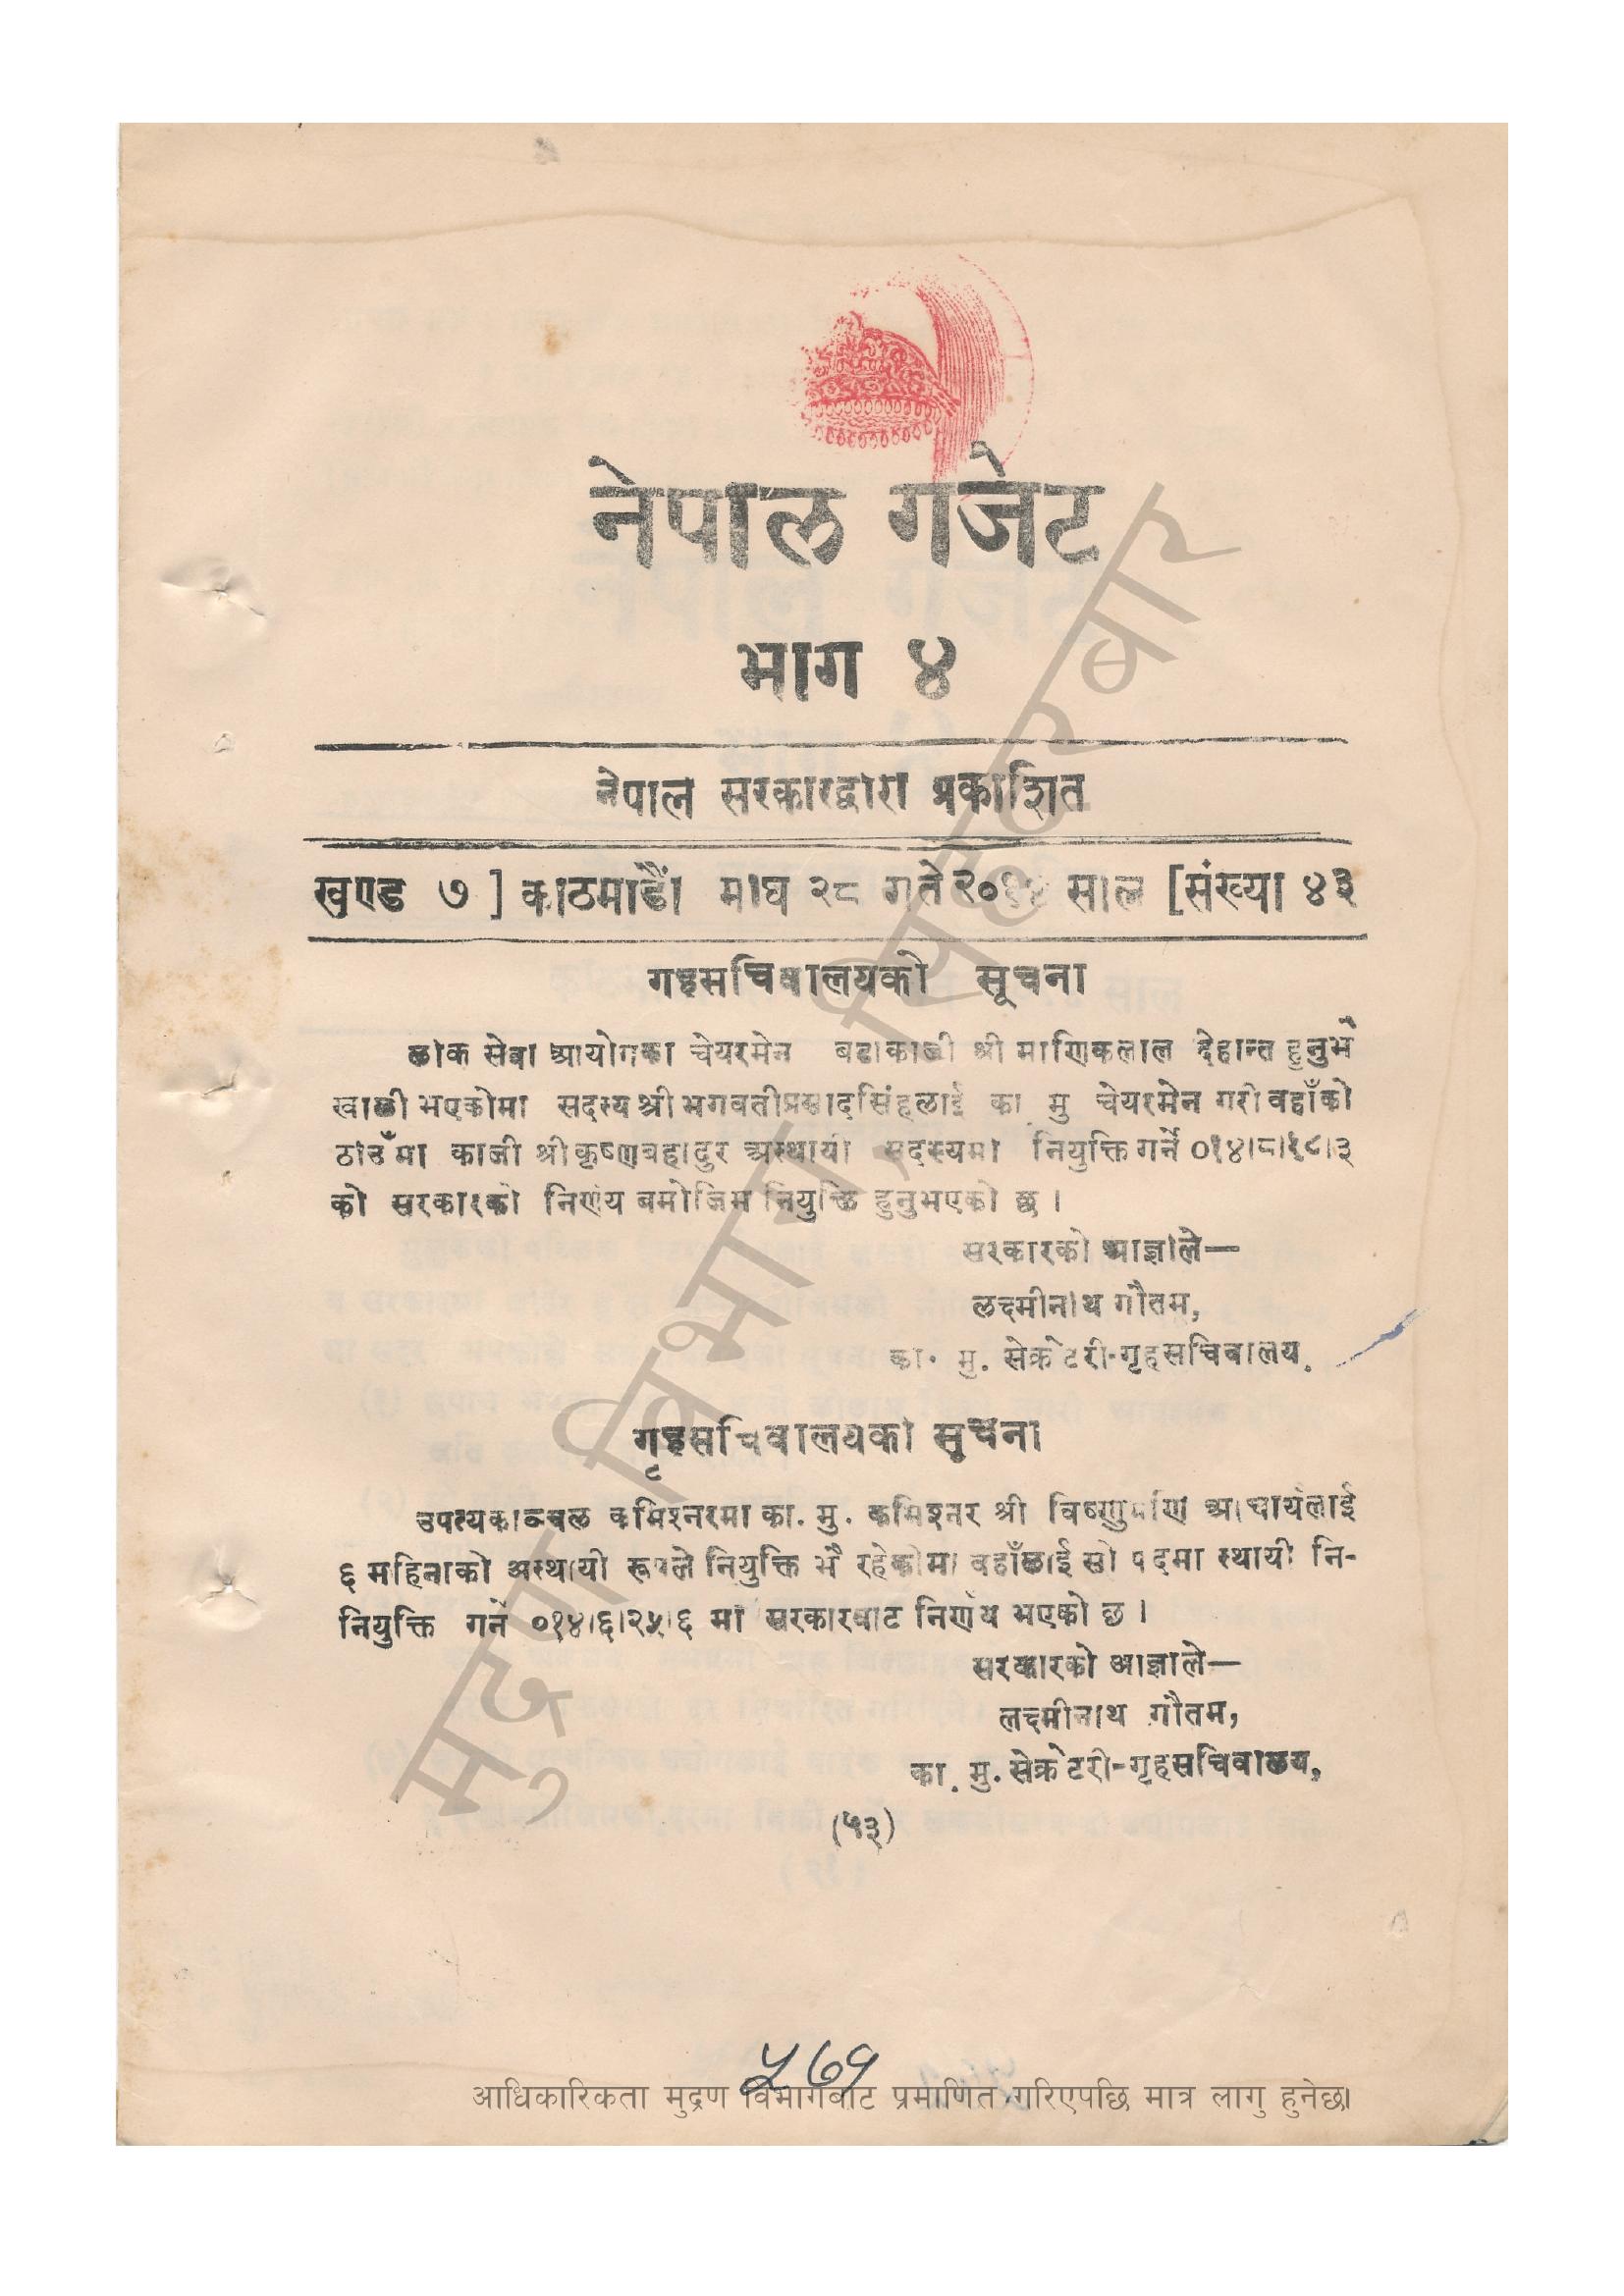 नेपाल गजेट
भाग ४
नेपाल सरकारद्वारा प्रकाशित
खण्ड ७ ] काठमाडौं माघ २८ गते २०१४ साल [संख्या ४३
गृहसचिवालयको सूचना
लोक सेवा आयोगका चेयरमेन बडाकाजी श्री माणिकलाल देहान्त हुनुभै
खाली भएकोमा सदस्य श्री भगवतीप्रसादसिंहलाई का. मु चेयरमेन गरी वहाँको
ठाउँमा काजी श्रीकृष्णबहादुर अस्थायी सदस्यमा नियुक्ति गर्ने ०१४।८।१८।३
को सरकारको निर्णय बमोजिम नियुक्ति हुनुभएको छ ।
सरकारको आज्ञाले—
लक्ष्मीनाथ गौतम,
का. मु. सेक्रेटरी-गृहसचिवालय.
गृहसचिवालयको सूचना
उपत्यकाञ्चल कमिश्नरमा का. मु. कमिश्नर श्री विष्णुमणि आचार्यलाई
६ महिनाको अस्थायी रूपले नियुक्ति भै रहेकोमा वहाँलाई सो पदमा स्थायी नि-
नियुक्ति गर्ने ०१४।६।२५।६ मा सरकारबाट निर्णय भएको छ ।
सरकारको आज्ञाले—
लक्ष्मीनाथ गौतम,
का. मु. सेक्रेटरी-गृहसचिवालय,
(५३)
५७१
आधिकारिकता मुद्रण विभागबाट प्रमाणित गरिएपछि मात्र लागु हुनेछ।
मुद्रण विभाग, सिंहदरबार